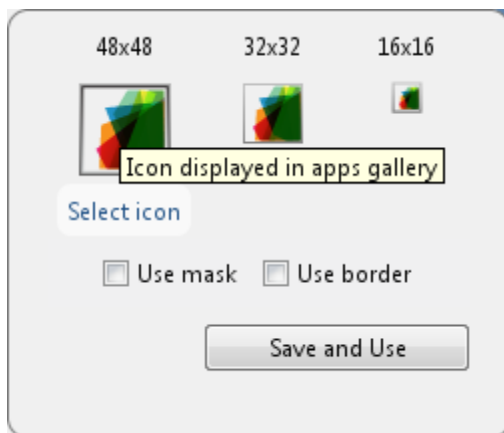 48x48 32x32 16x16
Icon displayed in apps gallery
Select icon
Use mask Use border
Save and Use